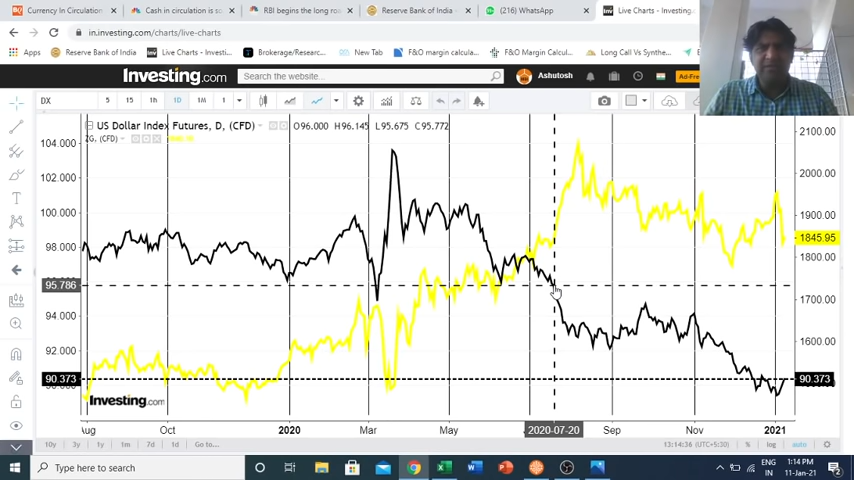 Currency In Circulation
Cash in circulation is s
RBI begins the long ro
Reserve Bank of India -
(216) WhatsApp
Live Charts - Investing.
in.investing.com/charts/live-charts
Apps
Reserve Bank of India
Live Charts - Investi...
Brokerage/Researc...
New Tab
F&O margin calcula...
F&O Margin Calcul...
Long Call Vs Synthe...
Investing.com
Search the website...
Ashutosh
Ad-Free
DX
5
15
1h
1D
1M
1
US Dollar Index Futures, D, (CFD)
O96.000 H96.145 L95.675 C95.772
ZG, (CFD)
104.000
102.000
100.000
98.000
95.786
94.000
92.000
90.373
2100.00
2000.00
1900.00
1845.95
1800.00
1700.00
1600.00
90.373
Investing.com
Aug
Oct
2020
Mar
May
2020-07-20
Sep
Nov
2021
10y
3y
1y
1m
7d
1d
Go to...
13:14:36 (UTC+5:30)
%
log
auto
Type here to search
ENG
IN
1:14 PM
11-Jan-21
2